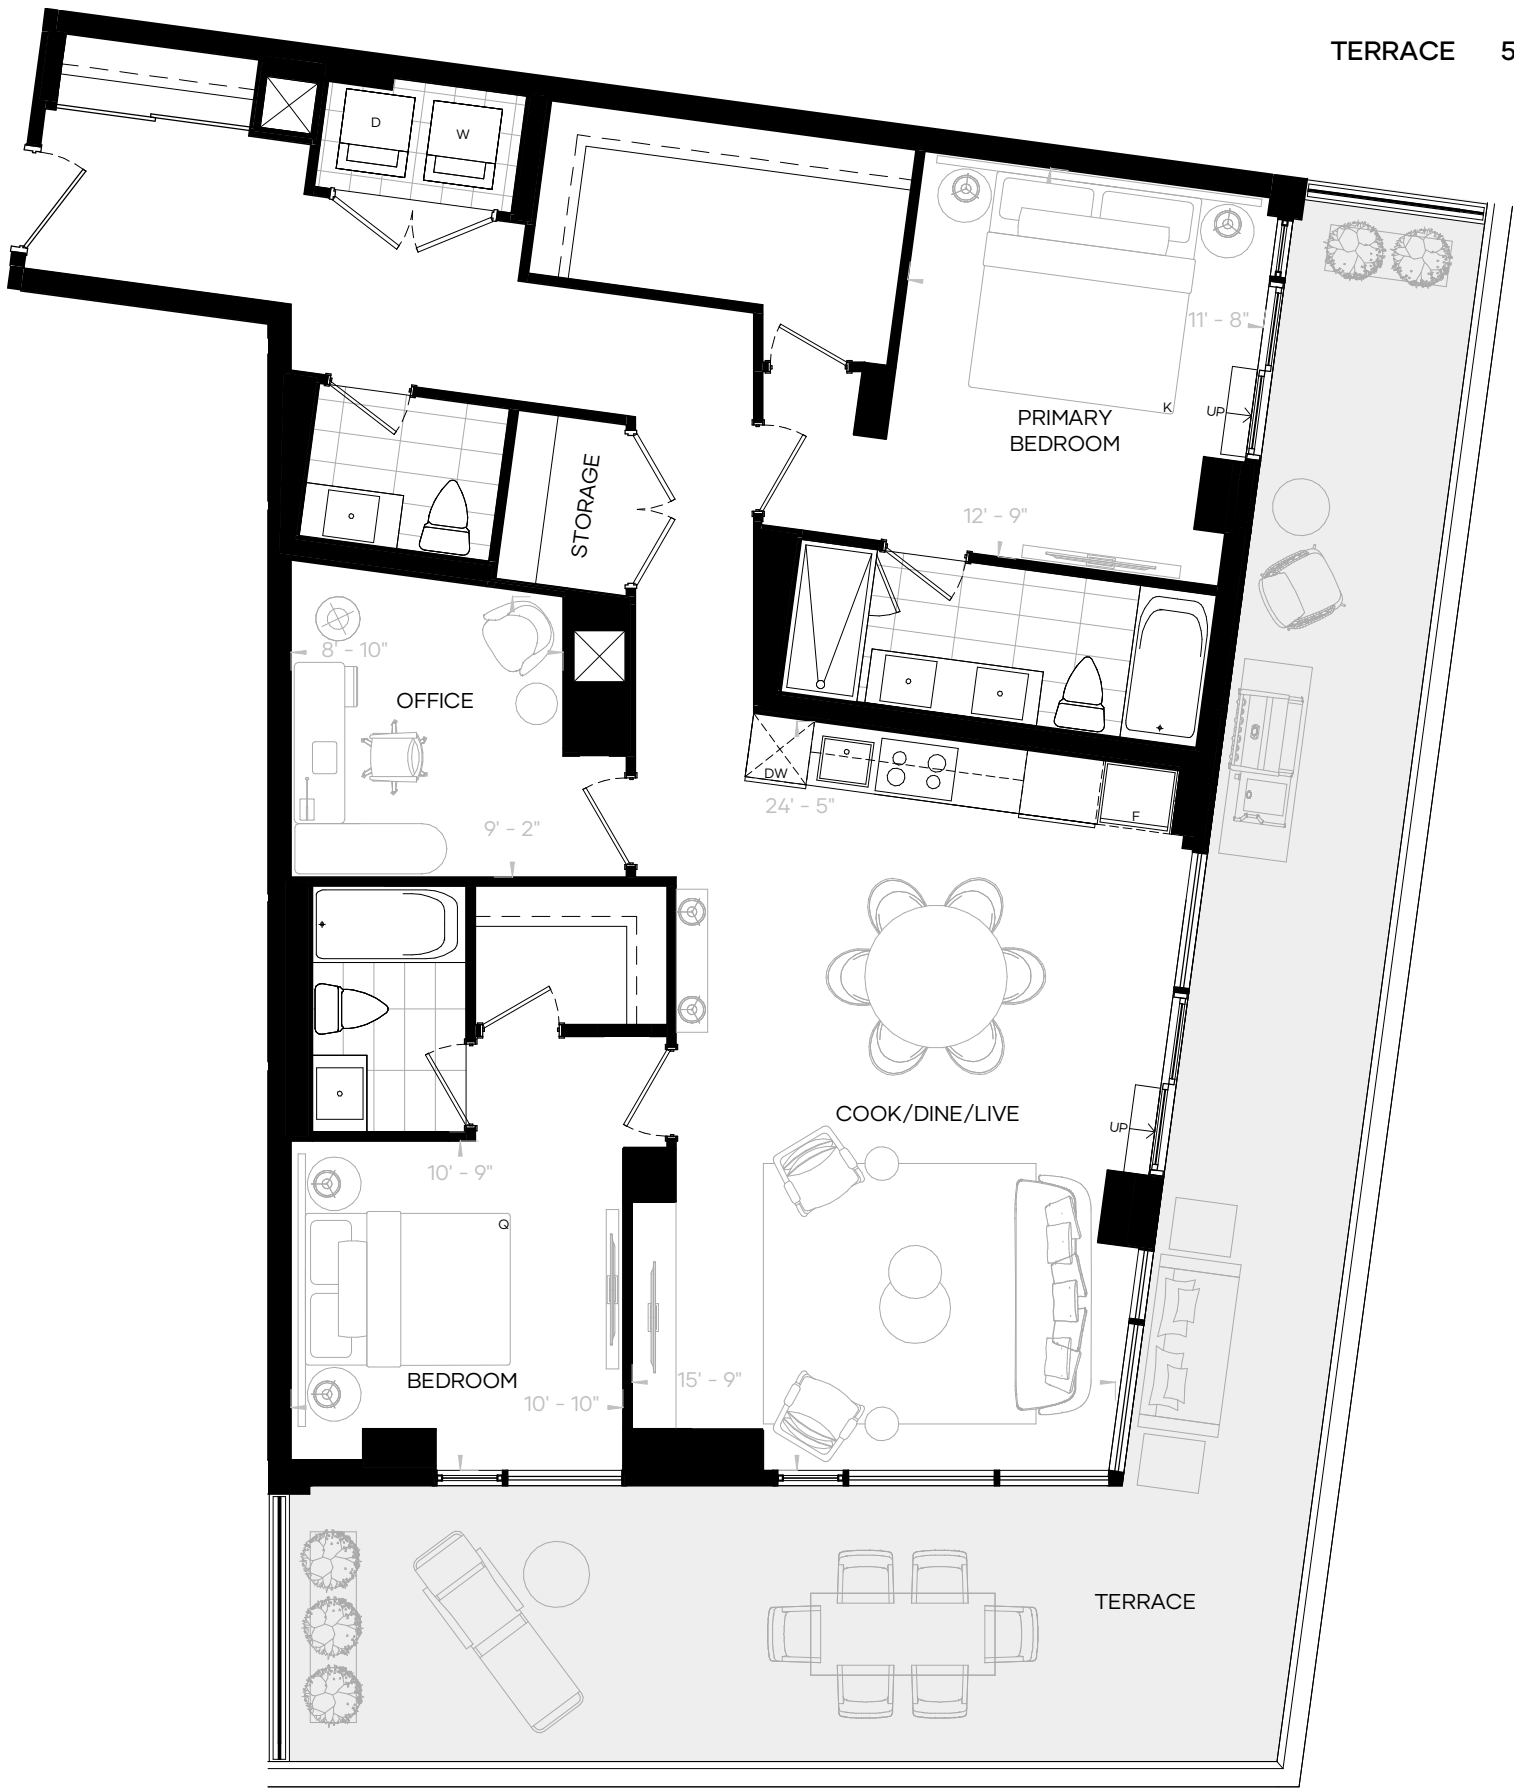 TERRACE 5
D
W
11' - 8"
K
UP
PRIMARY
BEDROOM
STORAGE
12' - 9"
8' - 10"
OFFICE
DW
24' - 5"
F
9' - 2"
COOK/DINE/LIVE
UP
10' - 9"
Q
BEDROOM
15' - 9"
10' - 10"
TERRACE